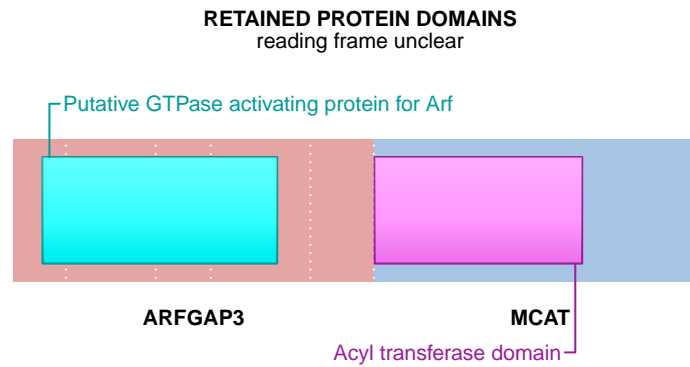 RETAINED PROTEIN DOMAINS
reading frame unclear
Putative GTPase activating protein for Arf
ARFGAP3
MCAT
Acyl transferase domain